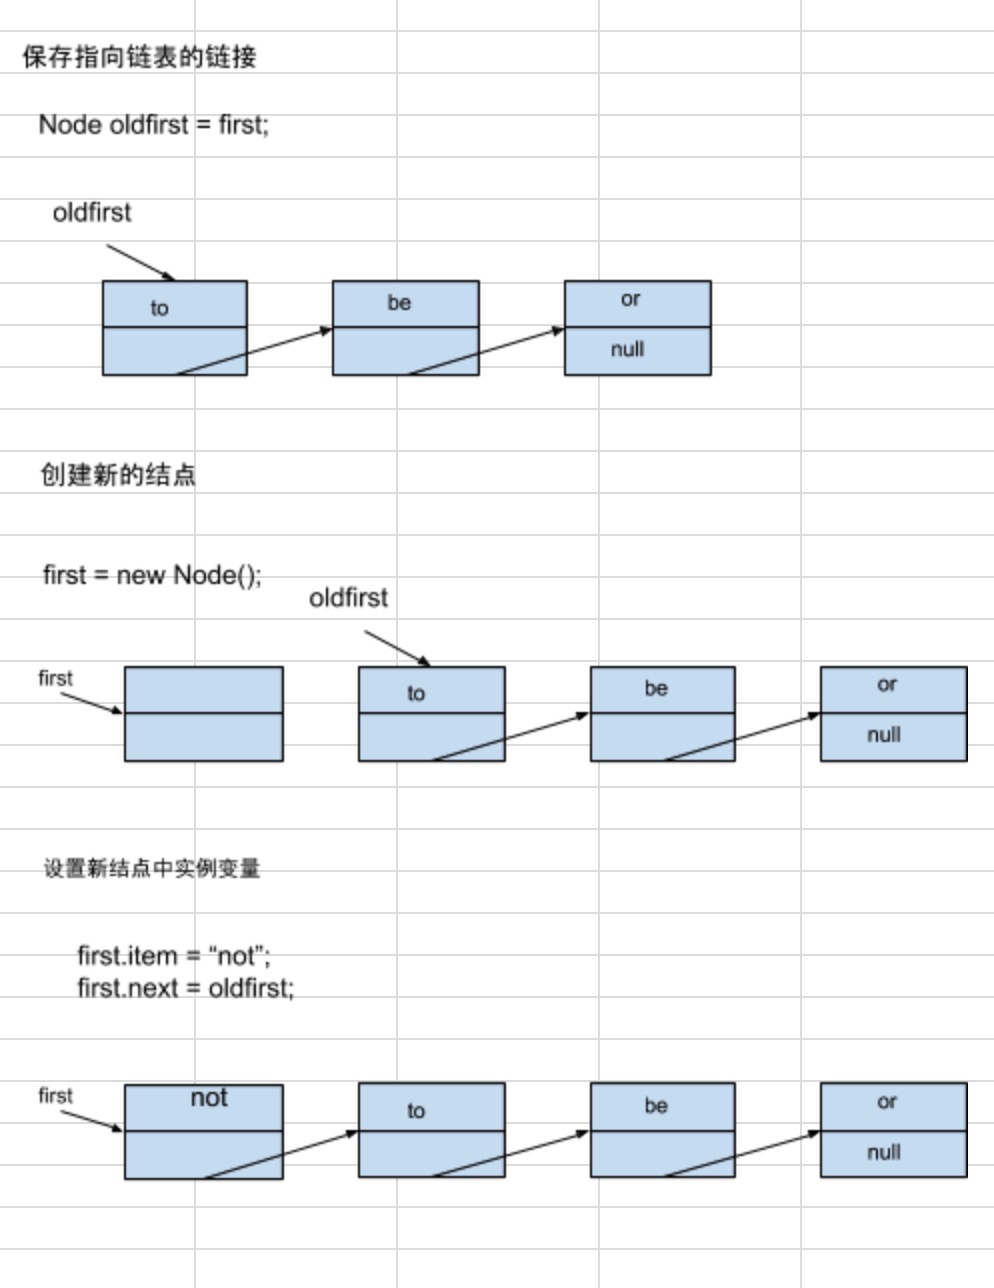 保存指向链表的链接
Node oldfirst = first;
oldfirst
to
be
or
null
创建新的结点
first = new Node();
oldfirst
first
to
be
or
null
设置新结点中实例变量
first.item = “not”;
first.next = oldfirst;
first
not
to
be
or
null